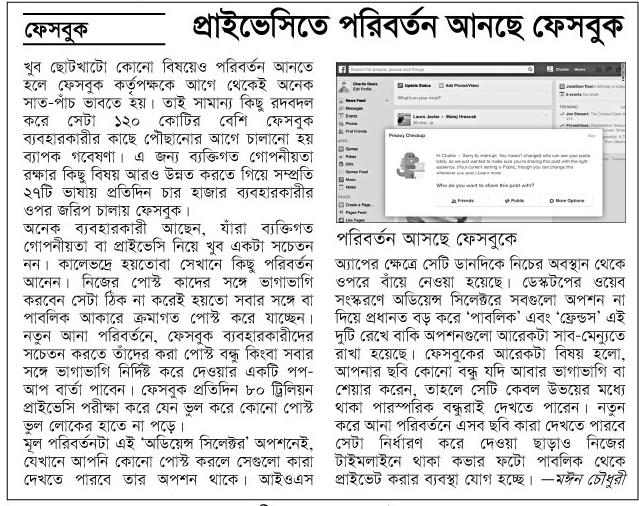 ফেসবুক
প্রাইভেসিতে পরিবর্তন আনছে ফেসবুক
খুব ছোটখাটো কোনো বিষয়েও পরিবর্তন আনতে
হলে ফেসবুক কর্তৃপক্ষকে আগে থেকেই অনেক
সাত-পাঁচ ভাবতে হয়। তাই সামান্য কিছু রদবদল
করে সেটা ১২০ কোটির বেশি ফেসবুক
ব্যবহারকারীর কাছে পৌঁছানোর আগে চালানো হয়
ব্যাপক গবেষণা। এ জন্য ব্যক্তিগত গোপনীয়তা
রক্ষার কিছু বিষয় আরও উন্নত করতে গিয়ে সম্প্রতি
২৭টি ভাষায় প্রতিদিন চার হাজার ব্যবহারকারীর
ওপর জরিপ চালায় ফেসবুক।
অনেক ব্যবহারকারী আছেন, যাঁরা ব্যক্তিগত
গোপনীয়তা বা প্রাইভেসি নিয়ে খুব একটা সচেতন
নন। কালেভদ্রে হয়তোবা সেখানে কিছু পরিবর্তন
আনেন। নিজের পোস্ট কাদের সঙ্গে ভাগাভাগি
করবেন সেটা ঠিক না করেই হয়তো সবার সঙ্গে বা
পাবলিক আকারে ক্রমাগত পোস্ট করে যাচ্ছেন।
নতুন আনা পরিবর্তনে, ফেসবুক ব্যবহারকারীদের
সচেতন করতে তাঁদের করা পোস্ট বন্ধু কিংবা সবার
সঙ্গে ভাগাভাগি নির্দিষ্ট করে দেওয়ার একটি পপ-
আপ বার্তা পাবেন। ফেসবুক প্রতিদিন ৮০ ট্রিলিয়ন
প্রাইভেসি পরীক্ষা করে যেন ভুল করে কোনো পোস্ট
ভুল লোকের হাতে না পড়ে।
মূল পরিবর্তনটা এই ‘অডিয়েন্স সিলেক্টর’ অপশনেই,
যেখানে আপনি কোনো পোস্ট করলে সেগুলো কারা
দেখতে পারবে তার অপশন থাকে। আইওএস
Search for people, places and things
Charlie
Home
Charlie Deals
Edit Profile
News Feed
Messages
Events
Photos
Find Friends
APPS
Games
Pokes
Gifts
Games Feed
Music
Notes
PAGES
Create a Page...
Pages Feed
Like Pages
Update Status
Add Photos/Video
What's on your mind?
TRENDING
Privacy Checkup
Hi Charlie — Sorry to interrupt. You haven't changed who can see your posts
lately, so we just wanted to make sure you're sharing this post with the right
audience. (Your current setting is Public, though you can change this
whenever you post.) Learn more
Who do you want to share this post with?
Friends
Public
More Options
পরিবর্তন আসছে ফেসবুকে
অ্যাপের ক্ষেত্রে সেটি ডানদিকে নিচের অবস্থান থেকে
ওপরে বাঁয়ে নেওয়া হয়েছে। ডেস্কটপের ওয়েব
সংস্করণে অডিয়েন্স সিলেক্টরে সবগুলো অপশন না
দিয়ে প্রধানত বড় করে ‘পাবলিক’ এবং ‘ফ্রেন্ডস’ এই
দুটি রেখে বাকি অপশনগুলো আরেকটা সাব-মেন্যুতে
রাখা হয়েছে। ফেসবুকের আরেকটা বিষয় হলো,
আপনার ছবি কোনো বন্ধু যদি আবার ভাগাভাগি বা
শেয়ার করেন, তাহলে সেটি কেবল উভয়ের মধ্যে
থাকা পারস্পরিক বন্ধুরাই দেখতে পারেন। নতুন
করে আনা পরিবর্তনে এসব ছবি কারা দেখতে পারবে
সেটা নির্ধারণ করে দেওয়া ছাড়াও নিজের
টাইমলাইনে থাকা কভার ফটো পাবলিক থেকে
প্রাইভেট করার ব্যবস্থা যোগ হচ্ছে। —মঈন চৌধুরী